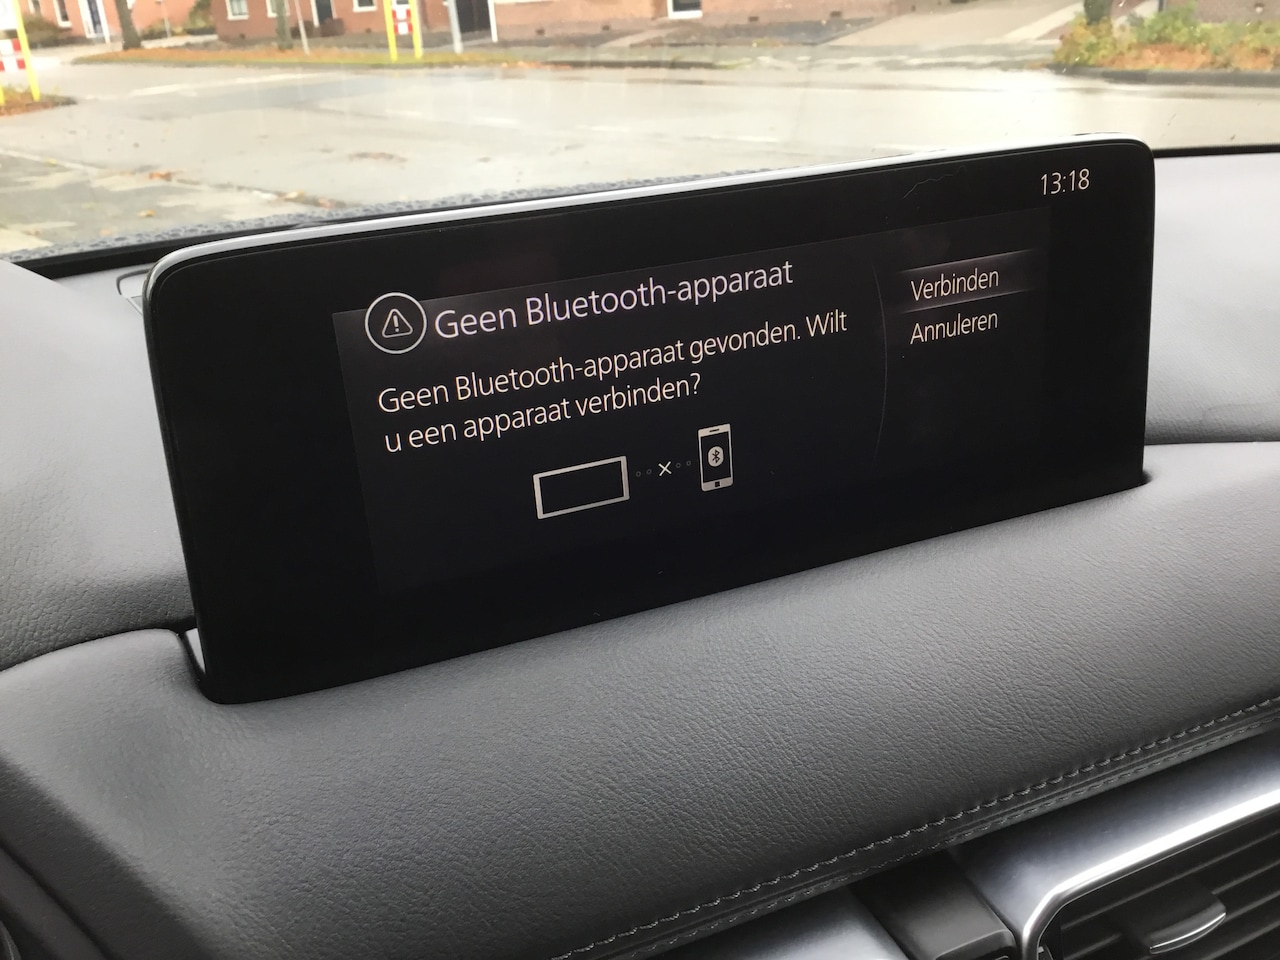 13:18
Geen Bluetooth-apparaat
Geen Bluetooth-apparaat gevonden. Wilt
u een apparaat verbinden?
Verbinden
Annuleren